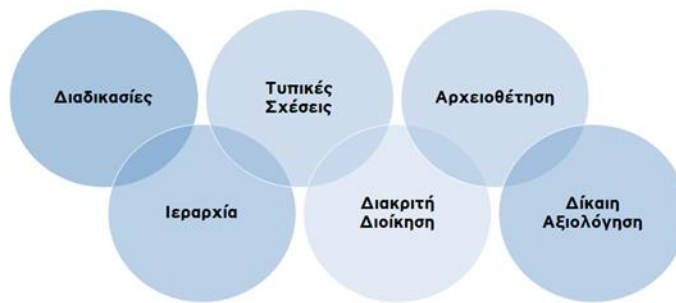 Διαδικασίες
Τυπικές
Σχέσεις
Αρχειοθέτηση
Ιεραρχία
Διακριτή
Διοίκηση
Δίκαιη
Αξιολόγηση